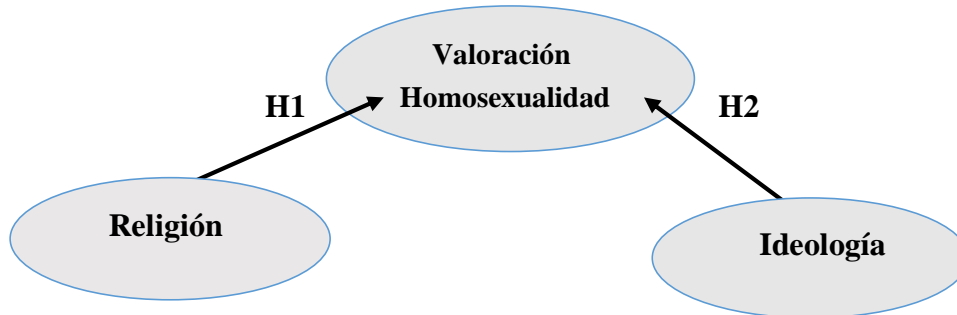 Valoración
Homosexualidad
H1
H2
Religión
Ideología